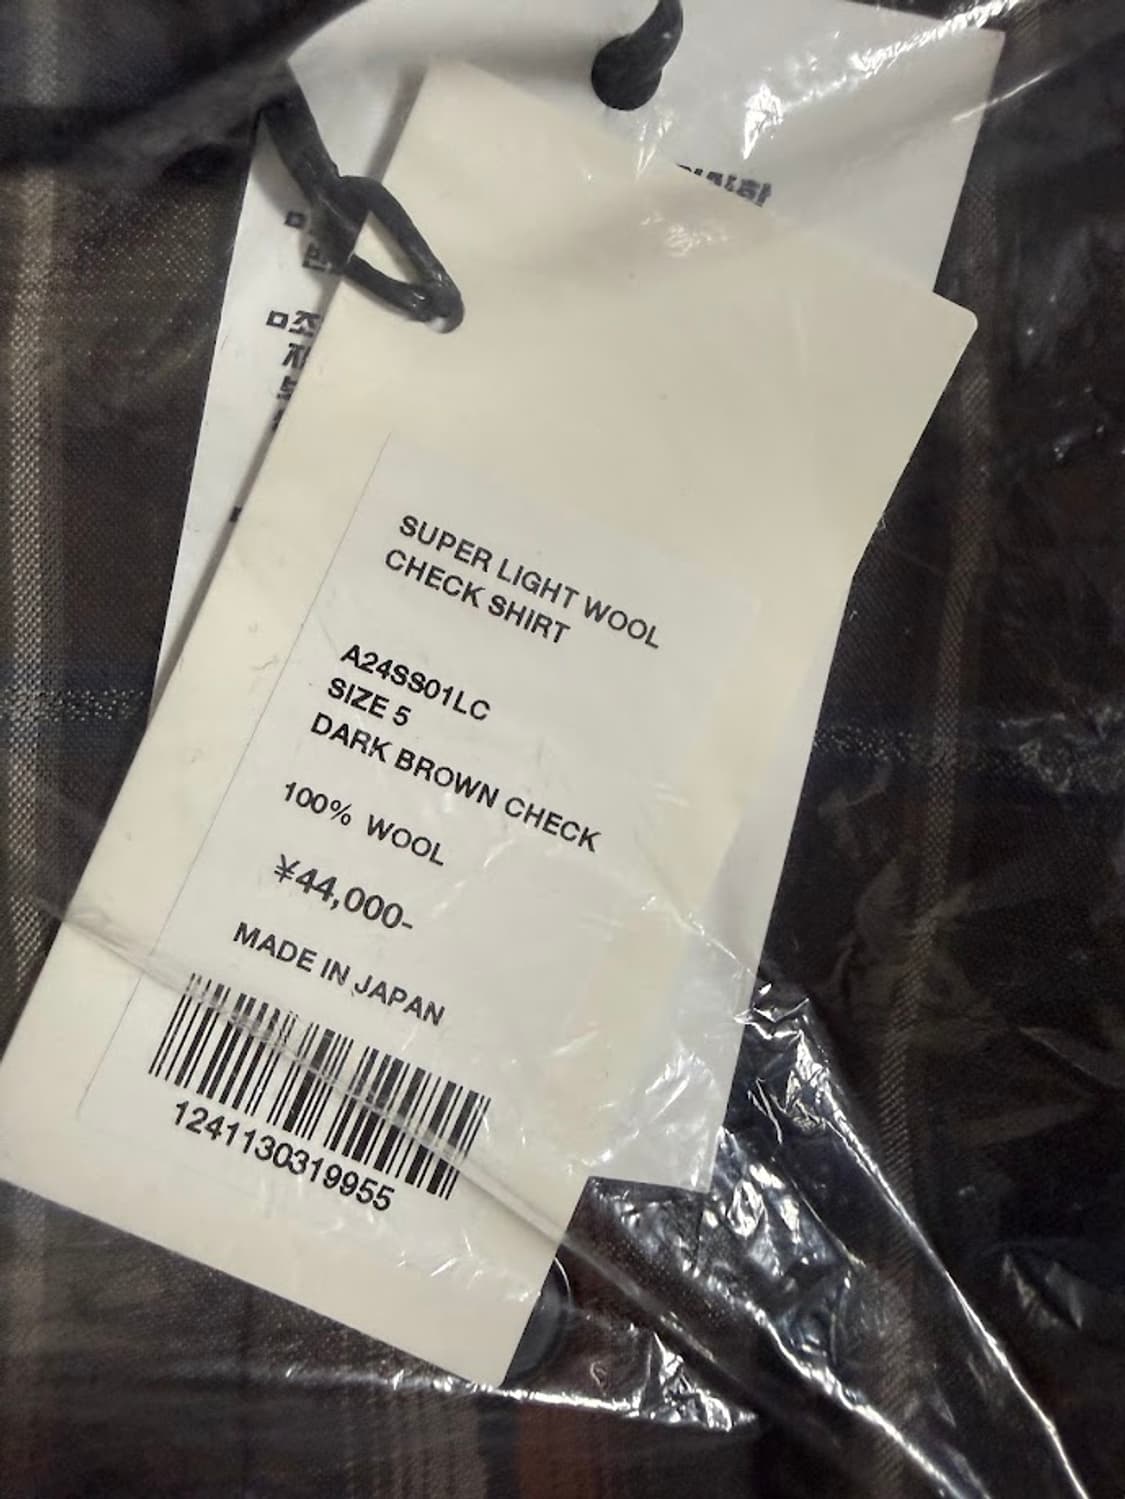 SUPER LIGHT WOOL
CHECK SHIRT
A24SS01LC
SIZE 5
DARK BROWN CHECK
100% WOOL
¥44,000-
MADE IN JAPAN
1241130319955